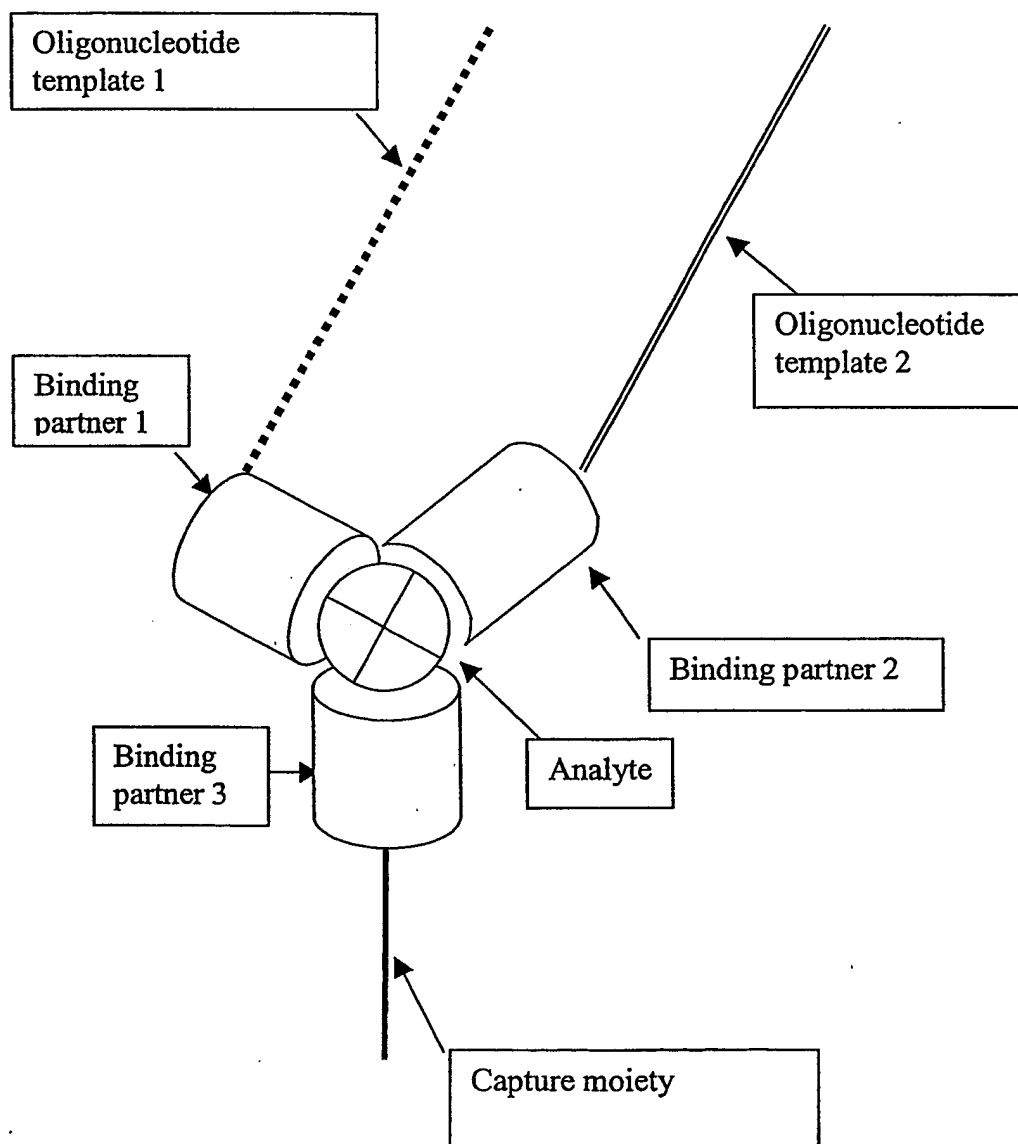 Oligonucleotide
template 1
Oligonucleotide
template 2
Binding
partner 1
Binding partner 2
Binding
partner 3
Analyte
Capture moiety